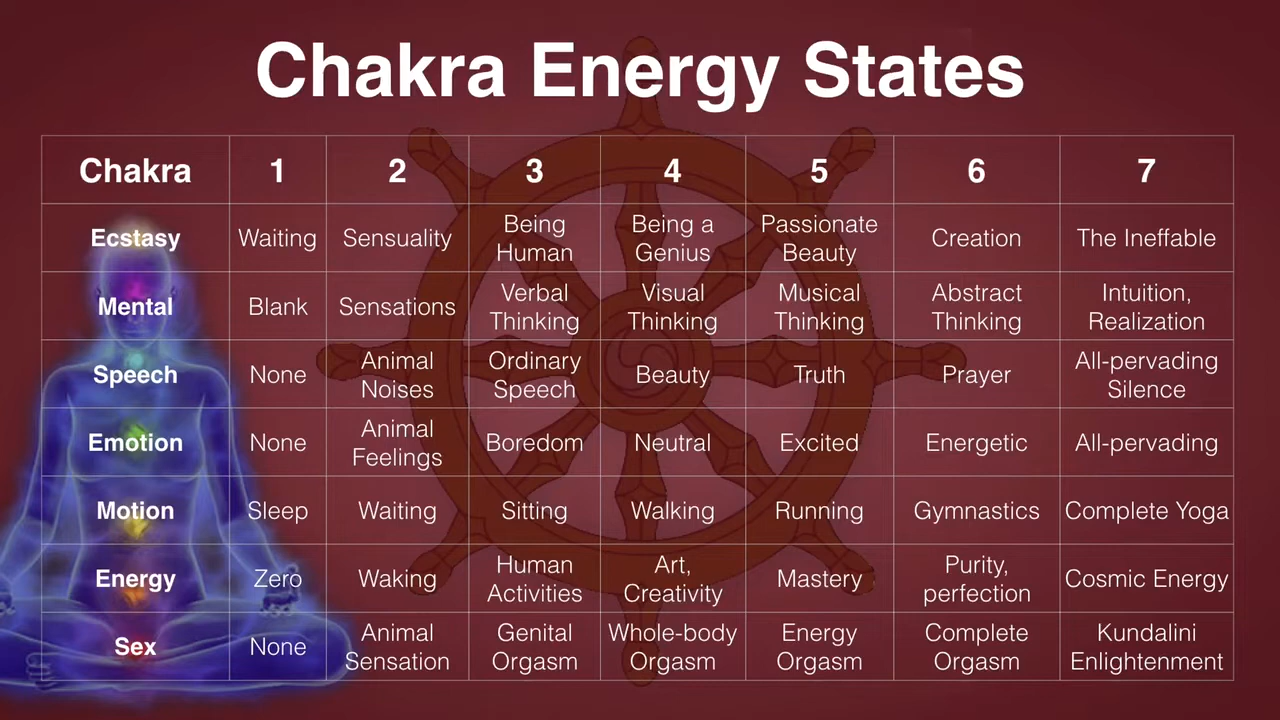 Chakra Energy States
Chakra 1 2 3 4 5 6 7
Ecstasy Waiting Sensuality Being Human Being a Genius Passionate Beauty Creation The Ineffable
Mental Blank Sensations Verbal Thinking Visual Thinking Musical Thinking Abstract Thinking Intuition, Realization
Speech None Animal Noises Ordinary Speech Beauty Truth Prayer All-pervading Silence
Emotion None Animal Feelings Boredom Neutral Excited Energetic All-pervading
Motion Sleep Waiting Sitting Walking Running Gymnastics Complete Yoga
Energy Zero Waking Human Activities Art, Creativity Mastery Purity, perfection Cosmic Energy
Sex None Animal Sensation Genital Orgasm Whole-body Orgasm Energy Orgasm Complete Orgasm Kundalini Enlightenment